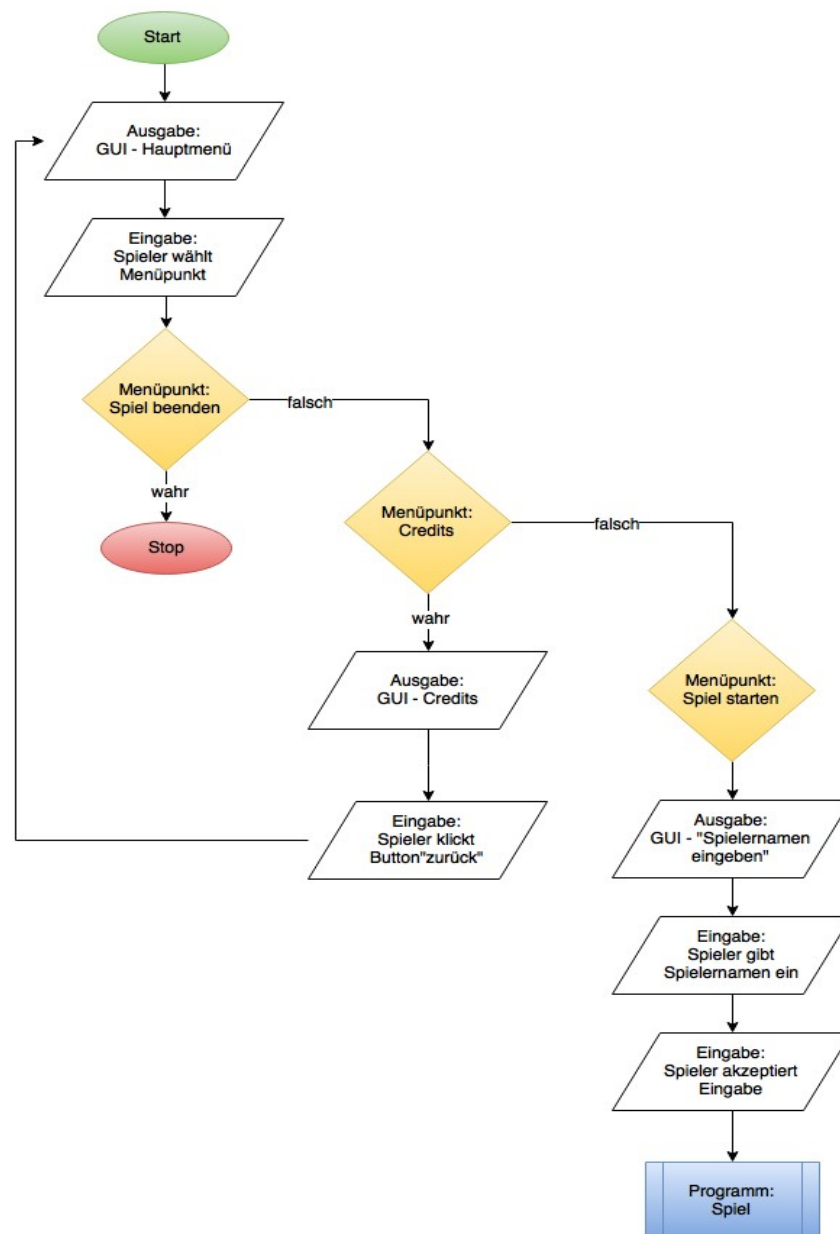 Start
Ausgabe:
GUI - Hauptmenü
Eingabe:
Spieler wählt
Menüpunkt
Menüpunkt:
Spiel beenden
falsch
wahr
Stop
Menüpunkt:
Credits
falsch
wahr
Ausgabe:
GUI - Credits
Eingabe:
Spieler klickt
Button"zurück"
Menüpunkt:
Spiel starten
Ausgabe:
GUI - "Spielernamen
eingeben"
Eingabe:
Spieler gibt
Spielernamen ein
Eingabe:
Spieler akzeptiert
Eingabe
Programm:
Spiel